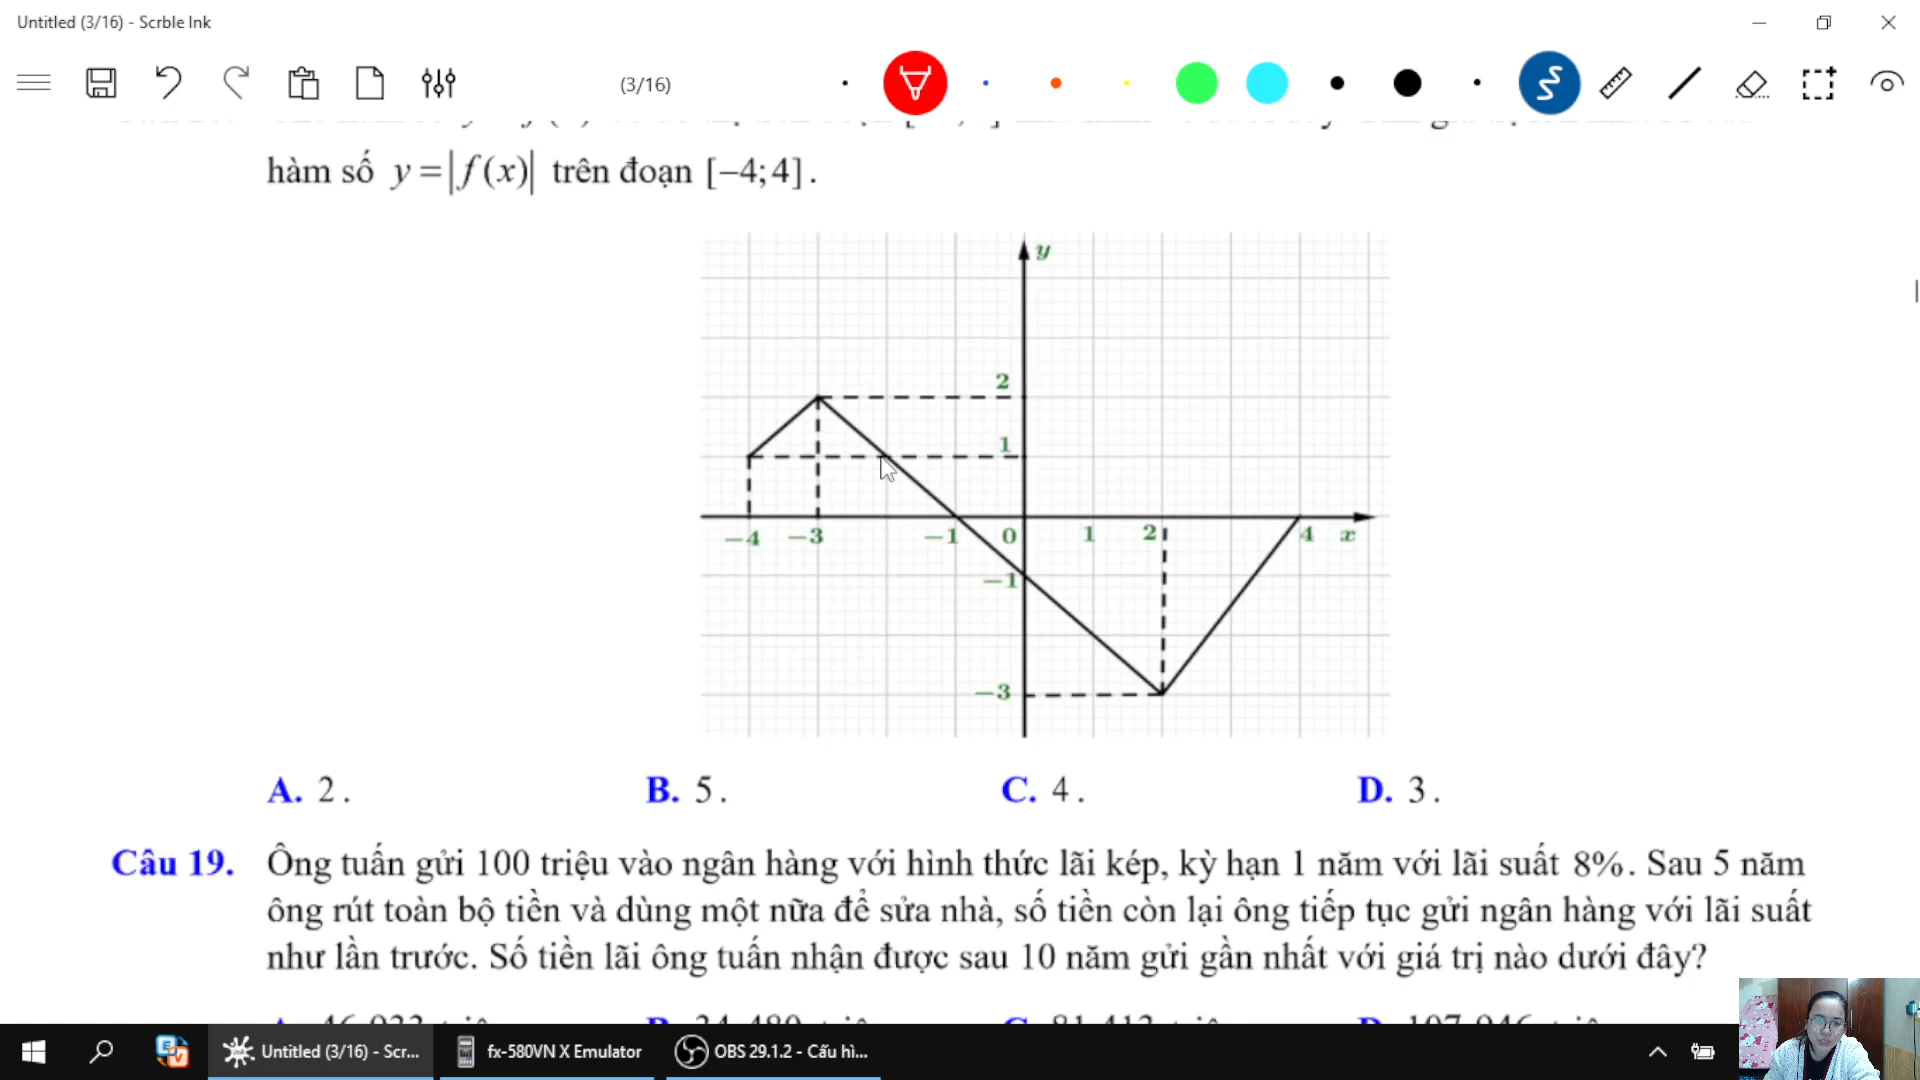 Untitled (3/16) - Scrble Ink
(3/16)
hàm số y = |f(x)| trên đoạn [–4; 4].
y
2
1
−4 −3 −1 0 1 2 4 x
−1
−3
A. 2. B. 5. C. 4. D. 3.
Câu 19. Ông tuấn gửi 100 triệu vào ngân hàng với hình thức lãi kép, kỳ hạn 1 năm với lãi suất 8%. Sau 5 năm
ông rút toàn bộ tiền và dùng một nữa để sửa nhà, số tiền còn lại ông tiếp tục gửi ngân hàng với lãi suất
như lần trước. Số tiền lãi ông tuấn nhận được sau 10 năm gửi gần nhất với giá trị nào dưới đây?
Untitled (3/16) - Scr... fx-580VN X Emulator OBS 29.1.2 - Cấu hì...